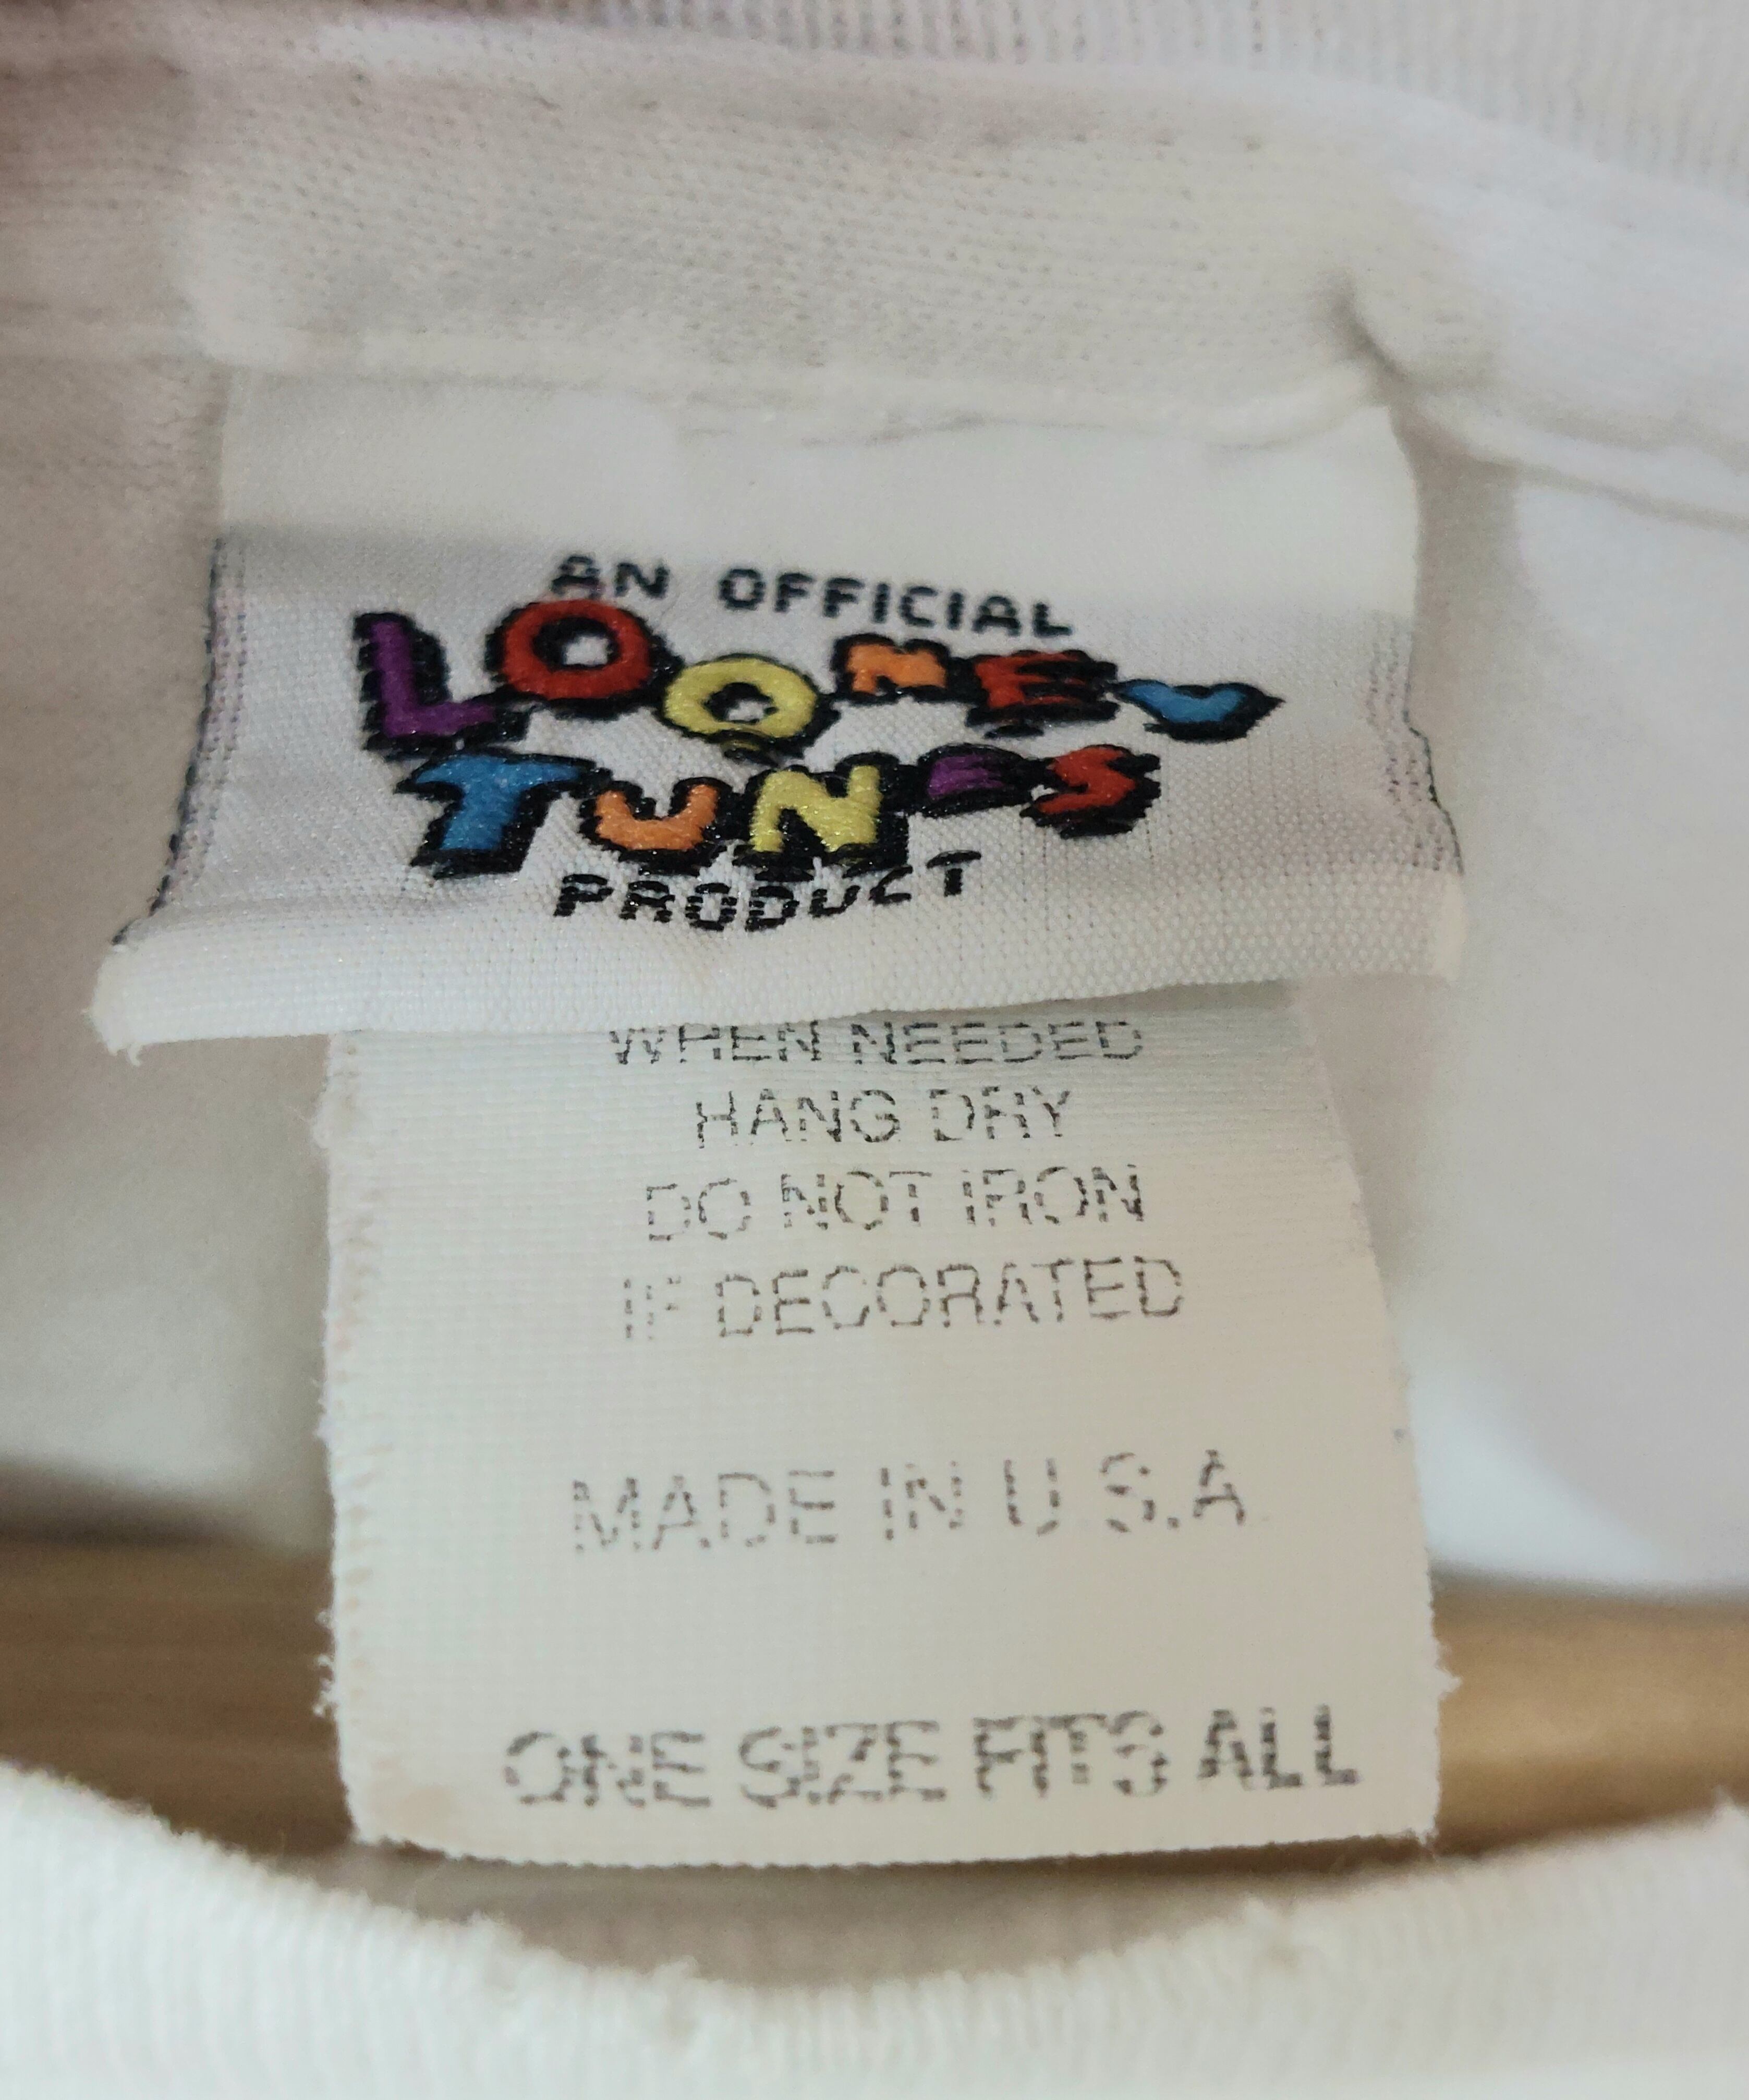 AN OFFICIAL
LOONEY
TUNES
PRODUCT
WHEN NEEDED
HANG DRY
DO NOT IRON
IF DECORATED
MADE IN U.S.A
ONE SIZE FITS ALL